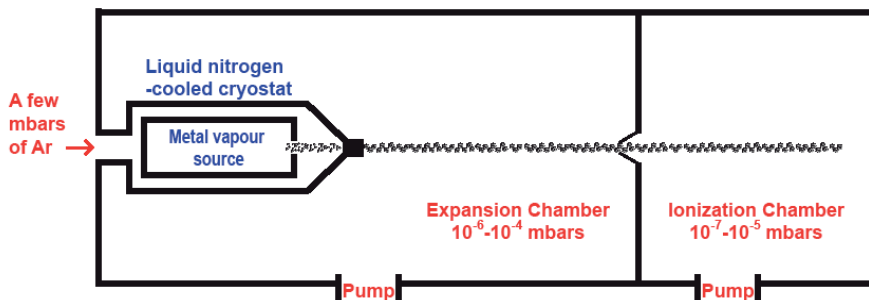 Liquid nitrogen
-cooled cryostat
A few
mbars
of Ar
Metal vapour
source
Expansion Chamber
10⁻⁶-10⁻⁴ mbars
Ionization Chamber
10⁻⁷-10⁻⁵ mbars
Pump
Pump